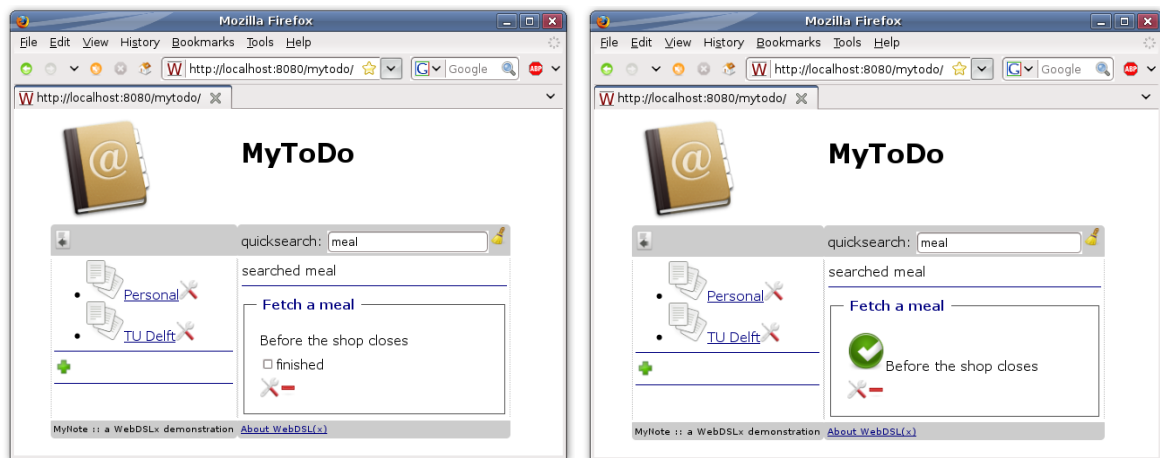 Mozilla Firefox
File Edit View History Bookmarks Tools Help
W http://localhost:8080/mytodo/ G Google ABP
W http://localhost:8080/mytodo/
@
MyToDo
quicksearch: meal
searched meal
Personal
TU Delft
Fetch a meal
Before the shop closes
finished
MyNote :: a WebDSLx demonstration About WebDSL(x)
Mozilla Firefox
File Edit View History Bookmarks Tools Help
W http://localhost:8080/mytodo/ G Google ABP
W http://localhost:8080/mytodo/
@
MyToDo
quicksearch: meal
searched meal
Personal
TU Delft
Fetch a meal
Before the shop closes
MyNote :: a WebDSLx demonstration About WebDSL(x)